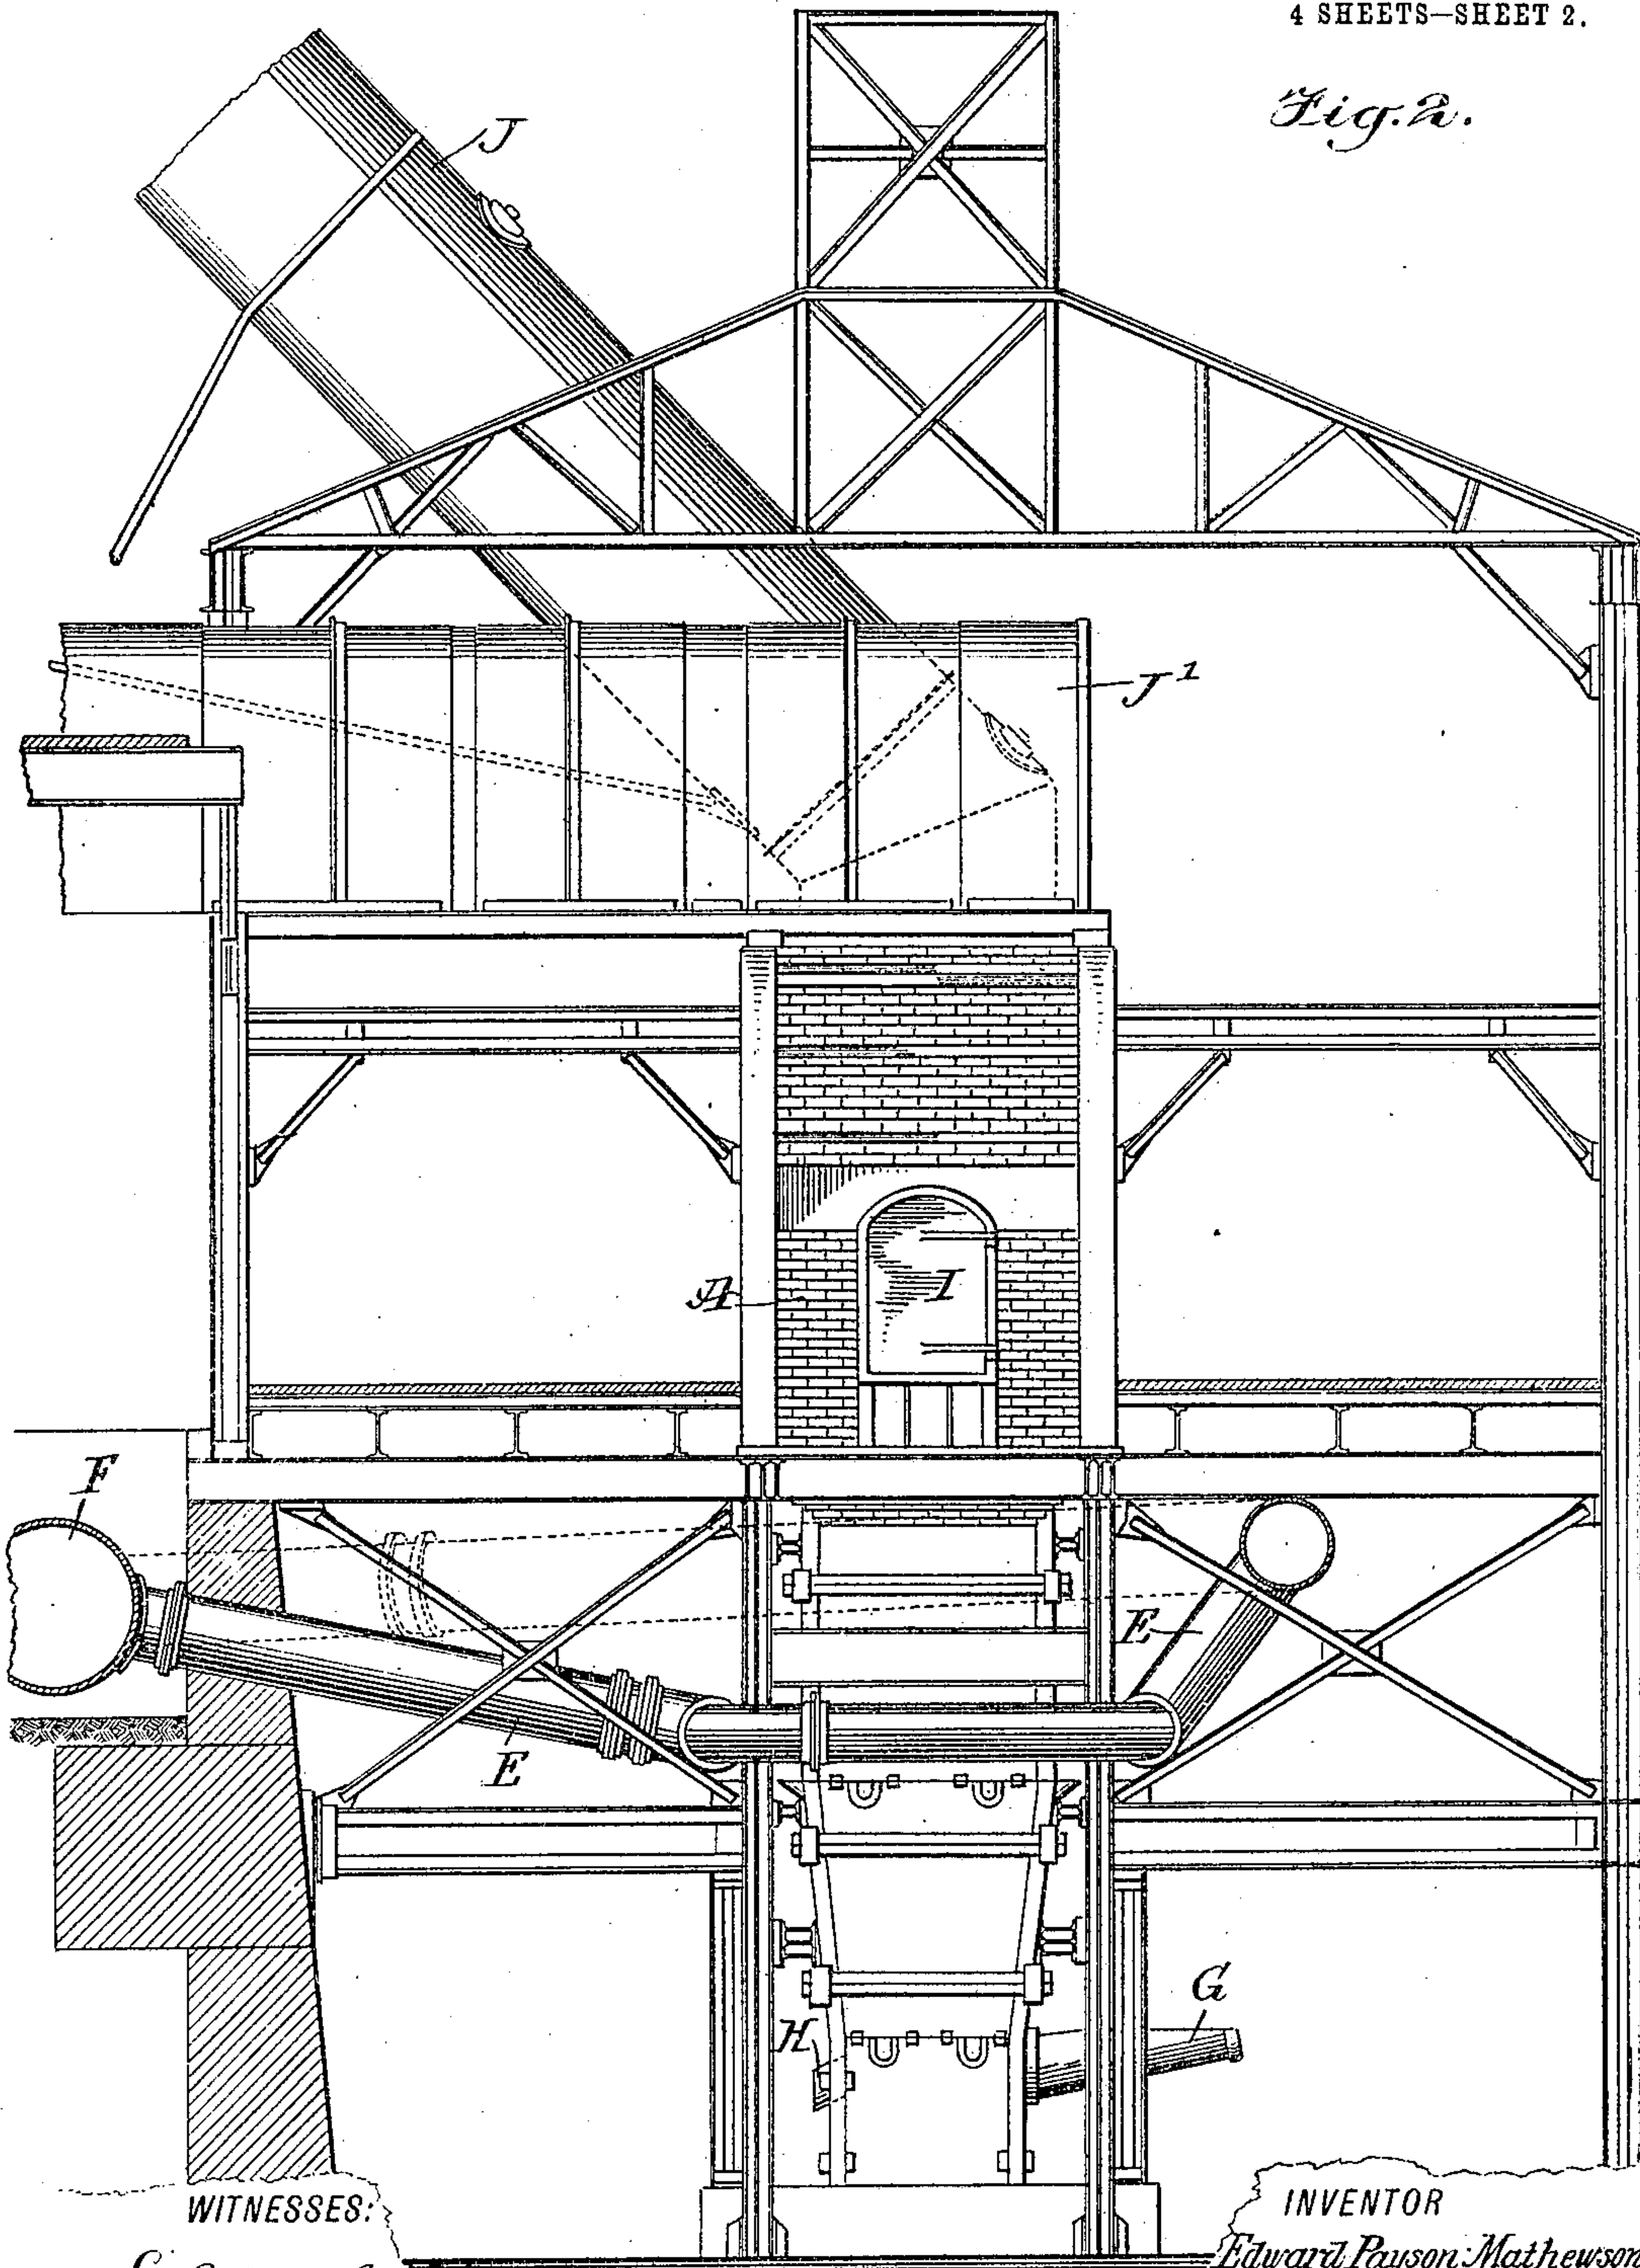 4 SHEETS—SHEET 2.
Fig. 2.
J
J¹
A
I
F
E
E
G
H
WITNESSES:
INVENTOR
Edward Payson Mathewson